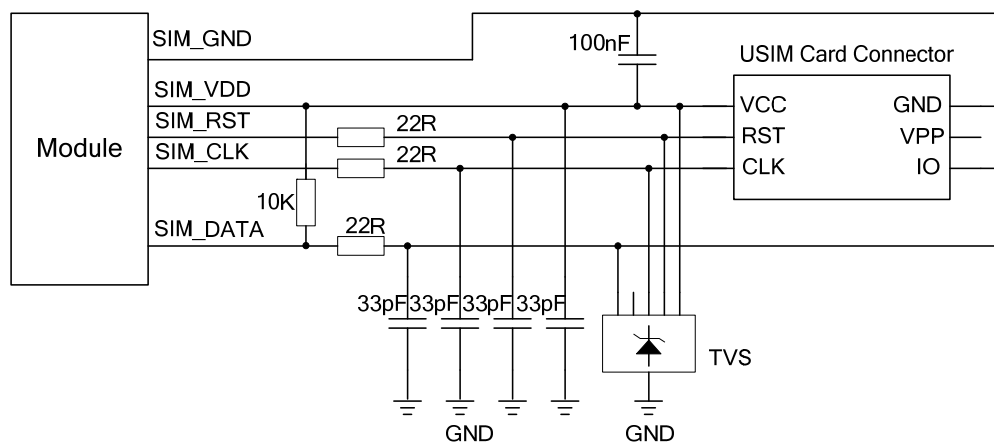 SIM_GND
100nF
USIM Card Connector
SIM_VDD
VCC
GND
SIM_RST
22R
RST
VPP
Module
SIM_CLK
22R
CLK
IO
10K
SIM_DATA
22R
33pF
33pF
33pF
33pF
TVS
GND
GND